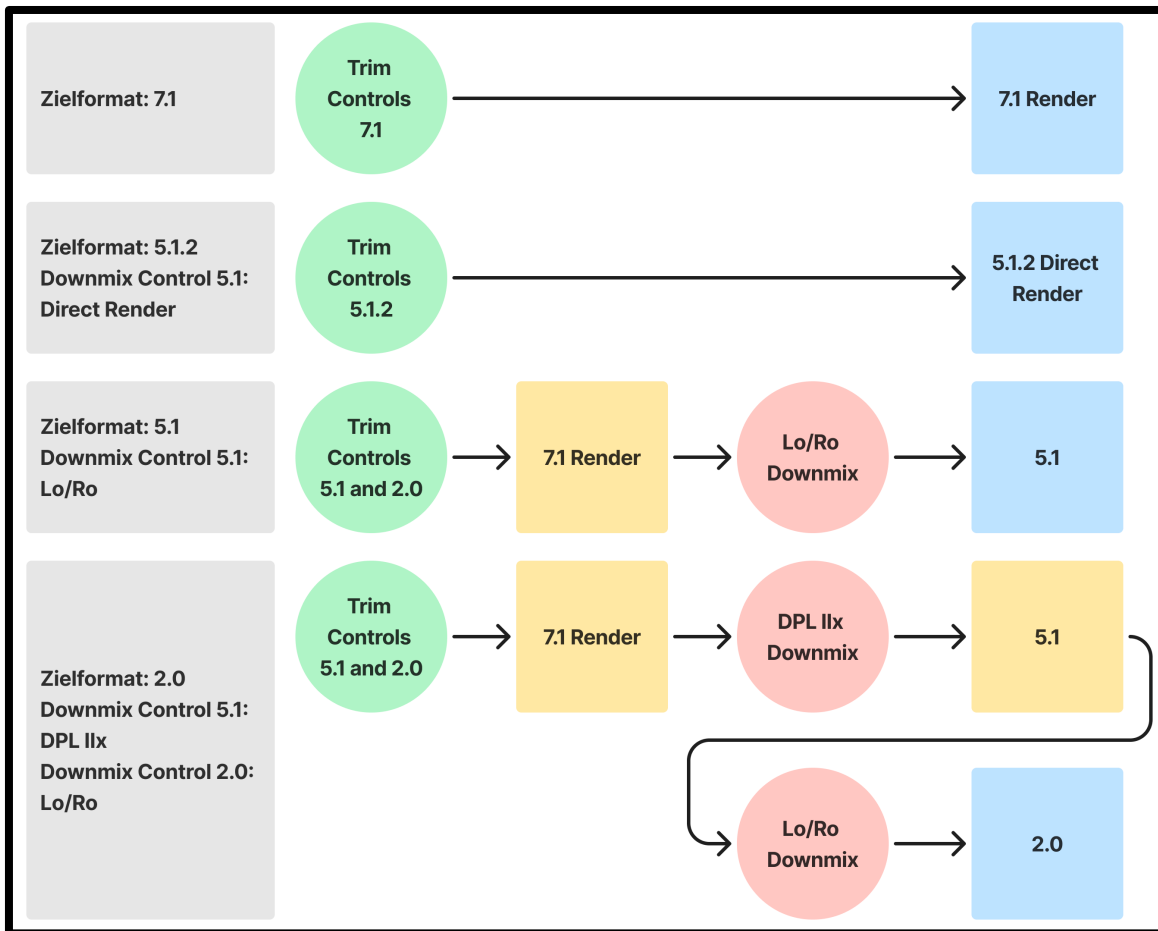 Zielformat: 7.1
Trim
Controls
7.1
7.1 Render
Zielformat: 5.1.2
Downmix Control 5.1:
Direct Render
Trim
Controls
5.1.2
5.1.2 Direct
Render
Zielformat: 5.1
Downmix Control 5.1:
Lo/Ro
Trim
Controls
5.1 and 2.0
7.1 Render
Lo/Ro
Downmix
5.1
Zielformat: 2.0
Downmix Control 5.1:
DPL IIx
Downmix Control 2.0:
Lo/Ro
Trim
Controls
5.1 and 2.0
7.1 Render
DPL IIx
Downmix
5.1
Lo/Ro
Downmix
2.0